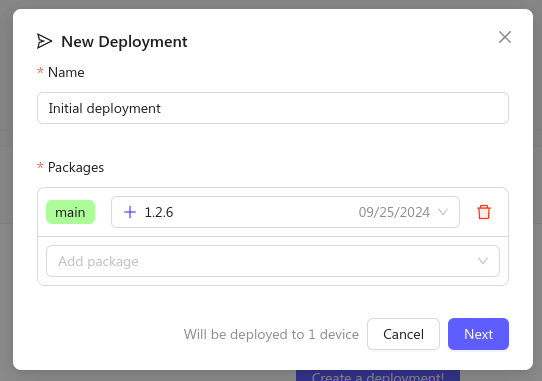 New Deployment
* Name
Initial deployment
* Packages
main
1.2.6 09/25/2024
Add package
Will be deployed to 1 device
Cancel
Next
Create a deployment!